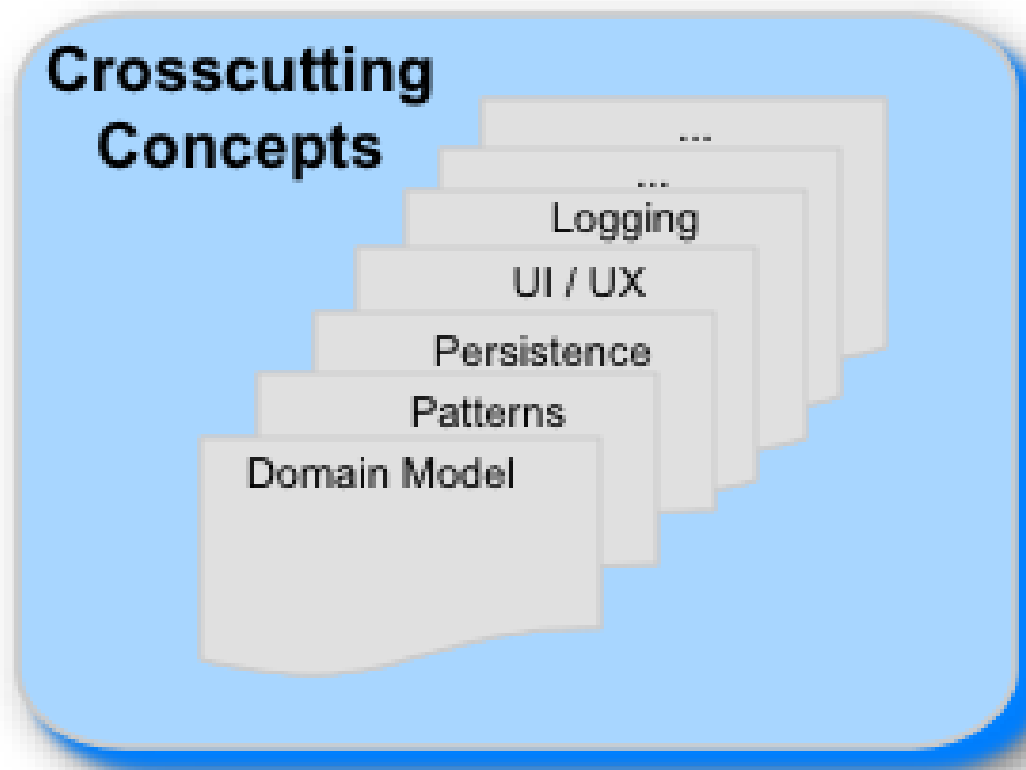 Crosscutting
Concepts
...
...
Logging
UI / UX
Persistence
Patterns
Domain Model